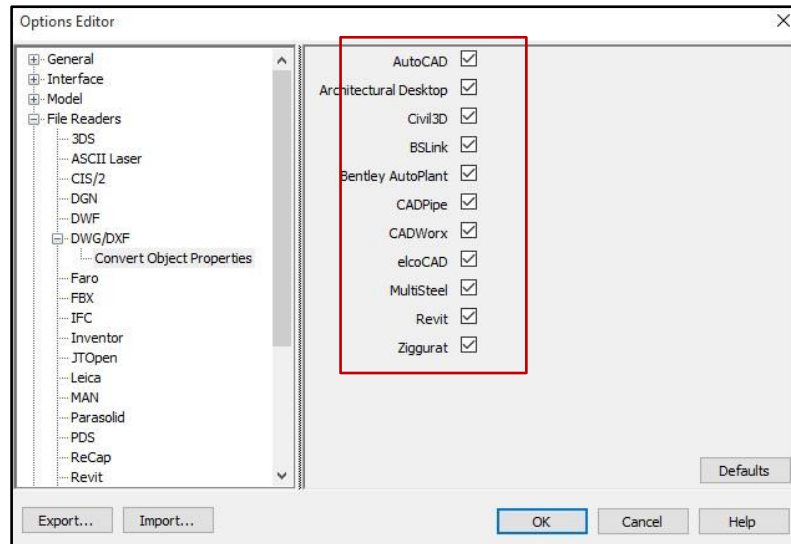 Options Editor
General
Interface
Model
File Readers
3DS
ASCII Laser
CIS/2
DGN
DWF
DWG/DXF
Convert Object Properties
Faro
FBX
IFC
Inventor
JTOpen
Leica
MAN
Parasolid
PDS
ReCap
Revit
AutoCAD
Architectural Desktop
Civil3D
BSLink
Bentley AutoPlant
CADPipe
CADWorx
elcoCAD
MultiSteel
Revit
Ziggurat
Defaults
Export... Import... OK Cancel Help